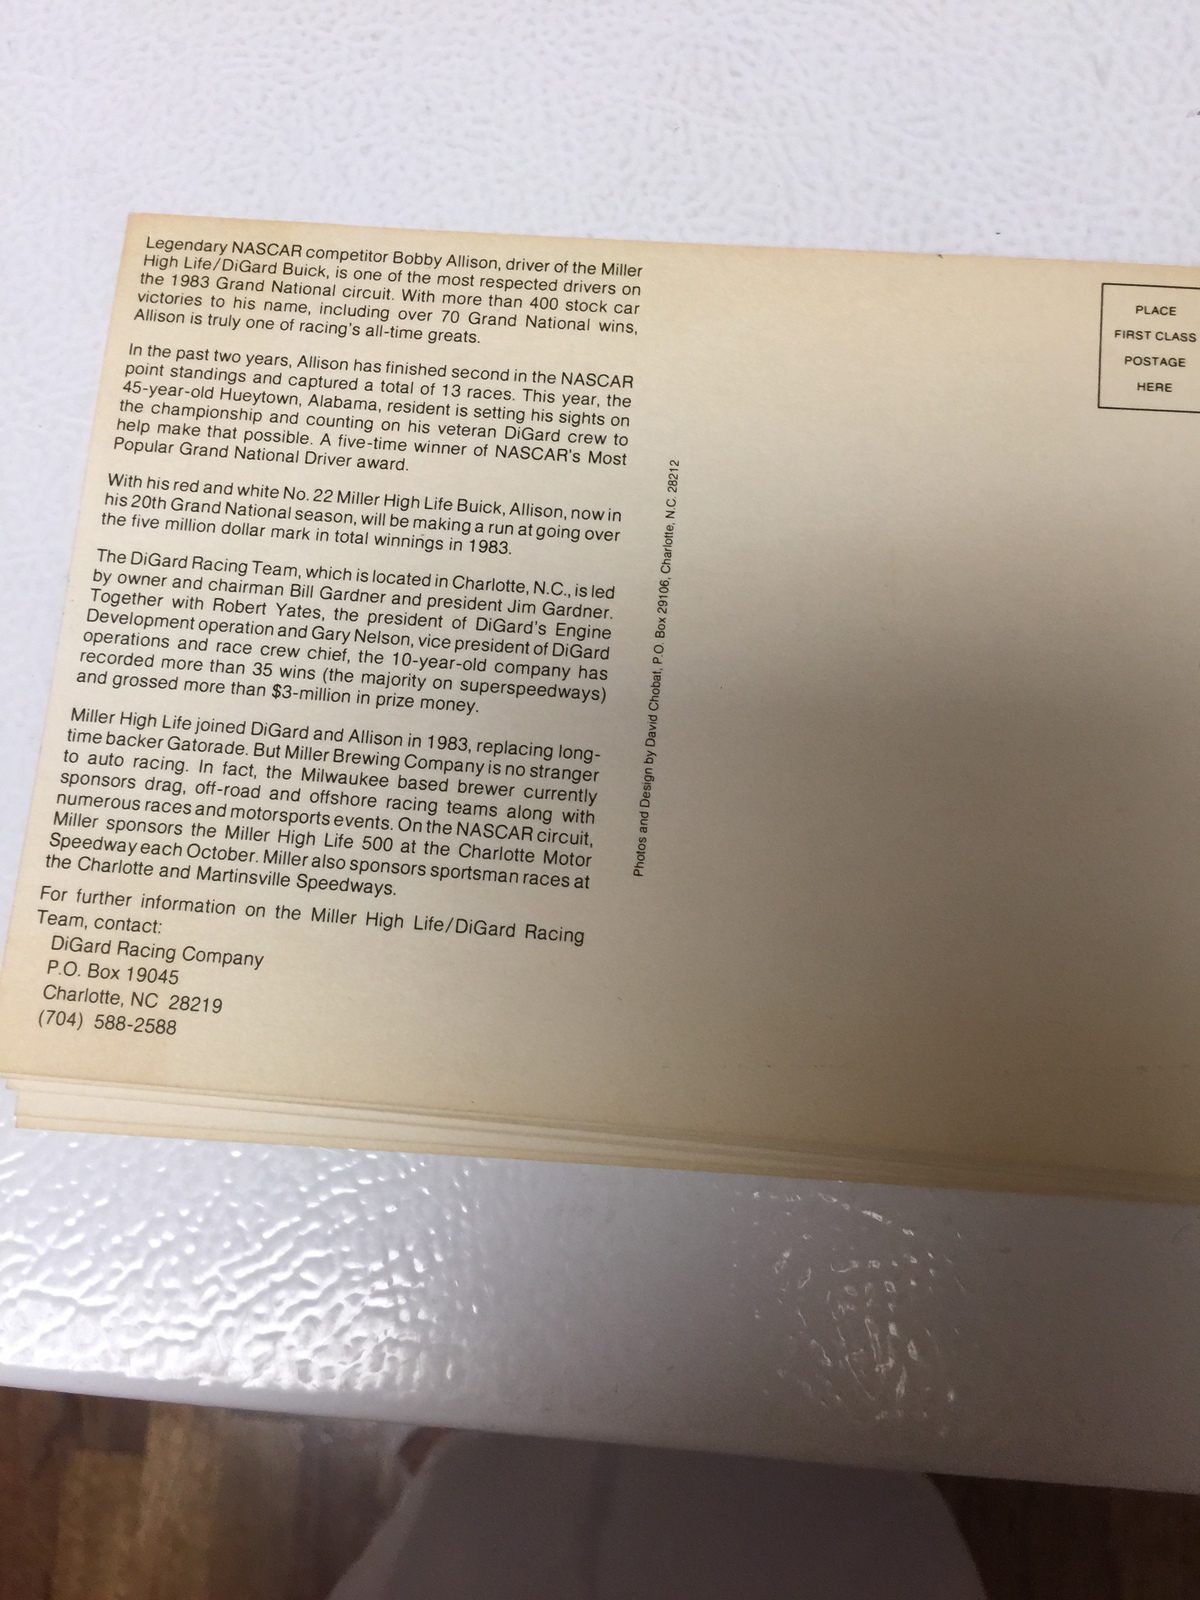 Legendary NASCAR competitor Bobby Allison, driver of the Miller
High Life/DiGard Buick, is one of the most respected drivers on
the 1983 Grand National circuit. With more than 400 stock car
victories to his name, including over 70 Grand National wins,
Allison is truly one of racing's all-time greats.
In the past two years, Allison has finished second in the NASCAR
point standings and captured a total of 13 races. This year, the
45-year-old Hueytown, Alabama, resident is setting his sights on
the championship and counting on his veteran DiGard crew to
help make that possible. A five-time winner of NASCAR's Most
Popular Grand National Driver award.
With his red and white No. 22 Miller High Life Buick, Allison, now in
his 20th Grand National season, will be making a run at going over
the five million dollar mark in total winnings in 1983.
The DiGard Racing Team, which is located in Charlotte, N.C., is led
by owner and chairman Bill Gardner and president Jim Gardner.
Together with Robert Yates, the president of DiGard's Engine
Development operation and Gary Nelson, vice president of DiGard
operations and race crew chief, the 10-year-old company has
recorded more than 35 wins (the majority on superspeedways)
and grossed more than $3-million in prize money.
Miller High Life joined DiGard and Allison in 1983, replacing long-
time backer Gatorade. But Miller Brewing Company is no stranger
to auto racing. In fact, the Milwaukee based brewer currently
sponsors drag, off-road and offshore racing teams along with
numerous races and motorsports events. On the NASCAR circuit,
Miller sponsors the Miller High Life 500 at the Charlotte Motor
Speedway each October. Miller also sponsors sportsman races at
the Charlotte and Martinsville Speedways.
For further information on the Miller High Life/DiGard Racing
Team, contact:
DiGard Racing Company
P.O. Box 19045
Charlotte, NC 28219
(704) 588-2588
Photos and Design by David Chobat, P.O. Box 29106, Charlotte, N.C. 28212
PLACE
FIRST CLASS
POSTAGE
HERE